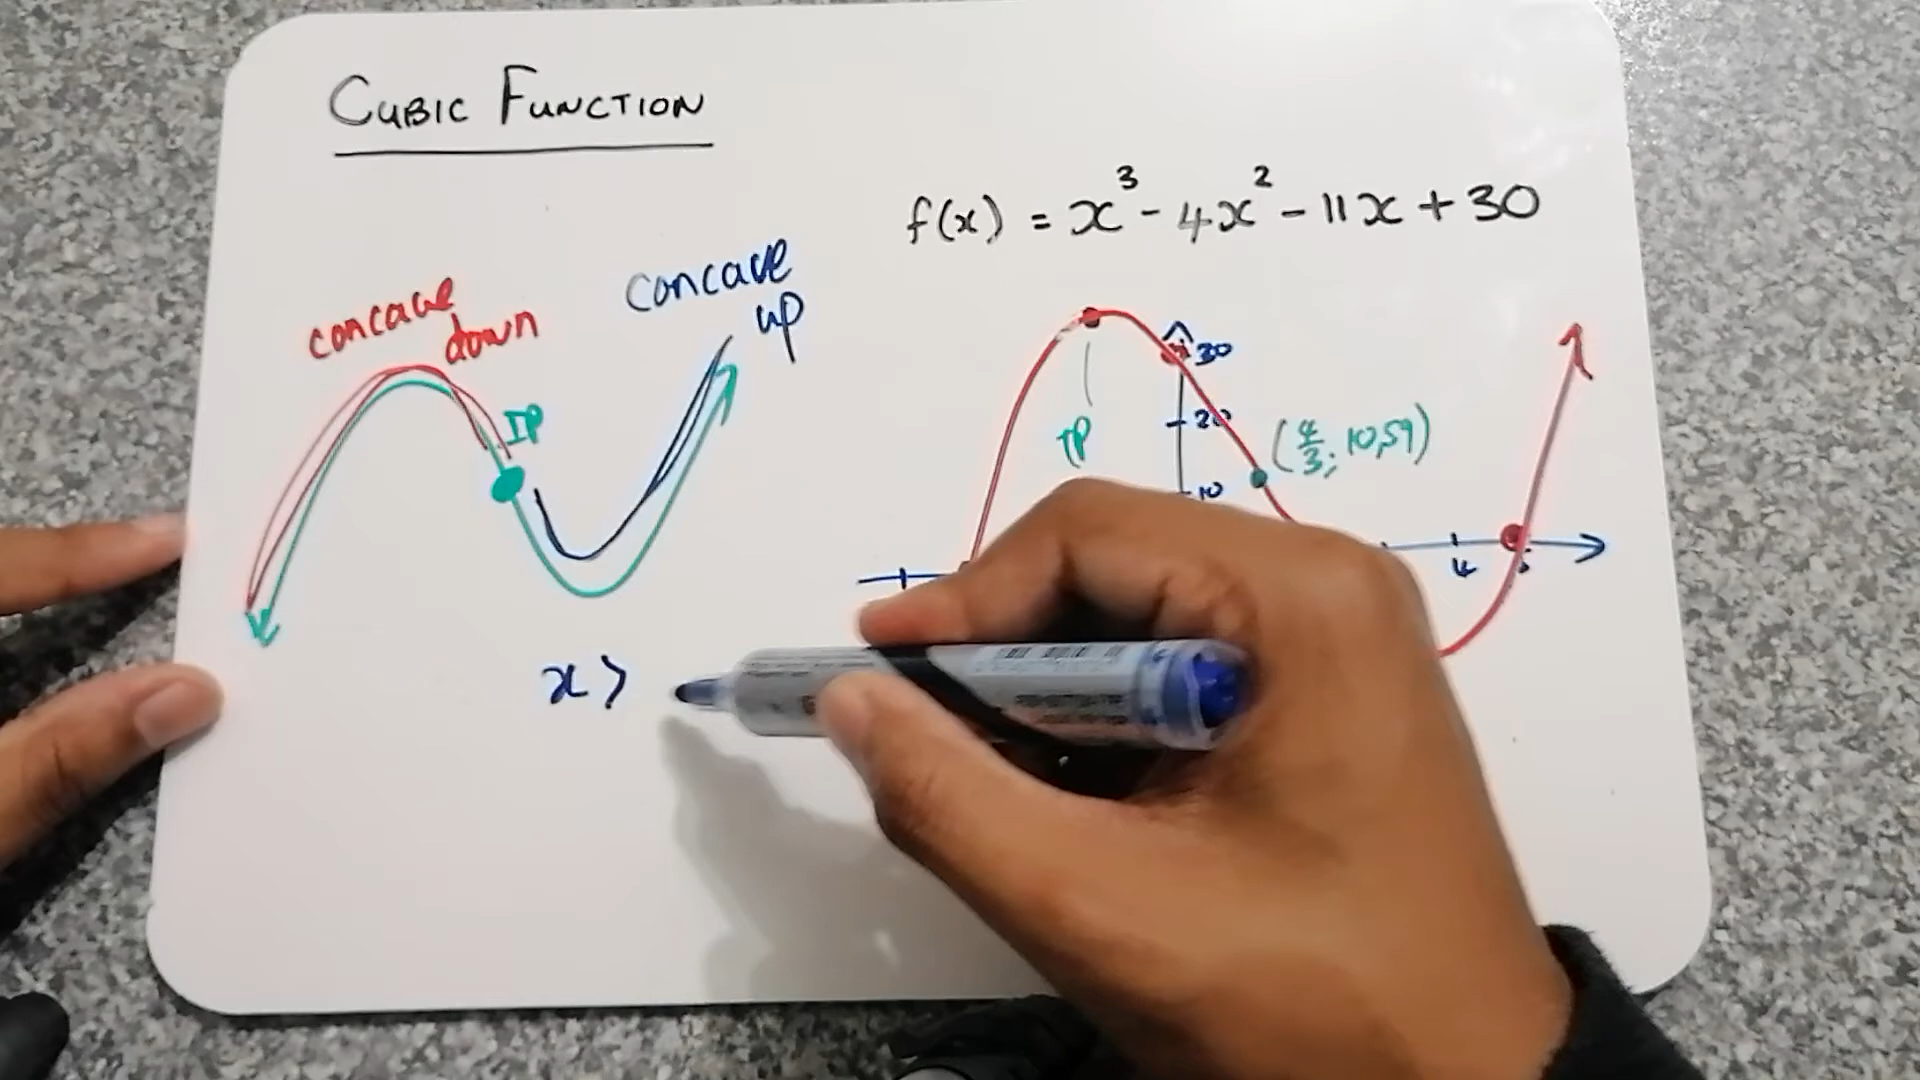 CUBIC FUNCTION
f(x) = x³ - 4x² - 11x + 30
concave down
concave up
IP
30
20
10
TP
(4/3; 10,59)
4
x >